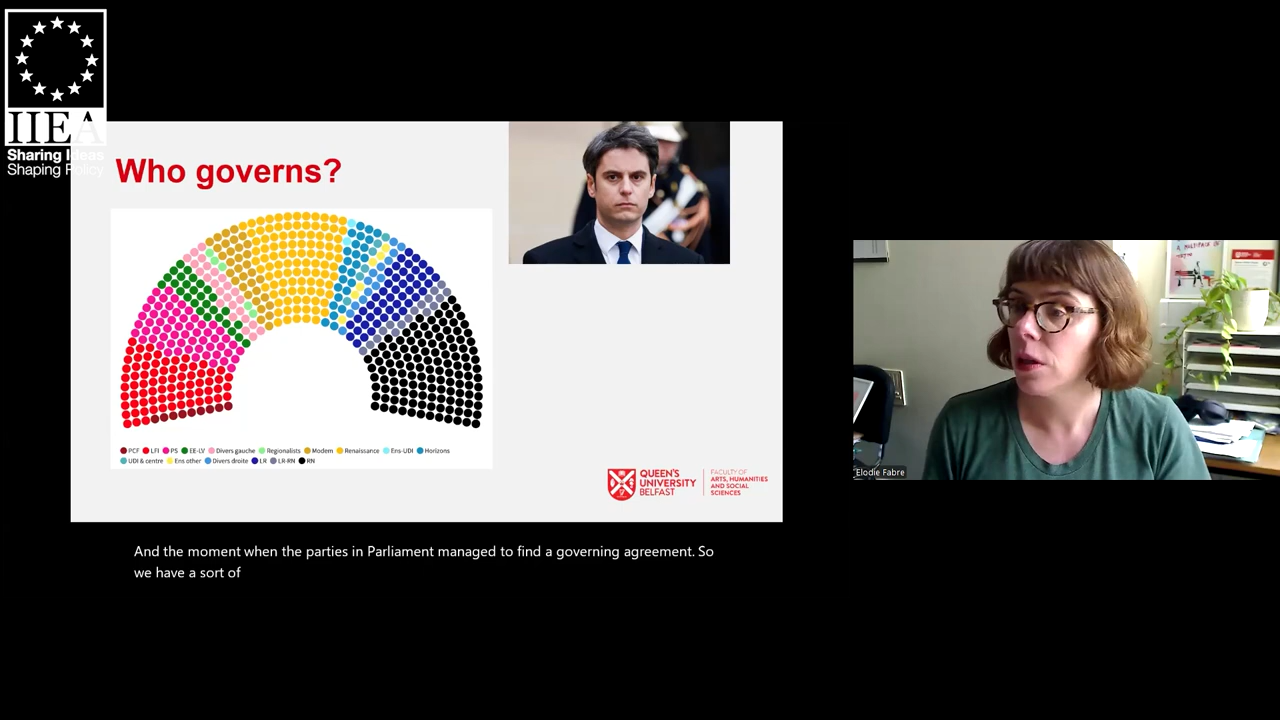 IIEA
Sharing Ideas
Shaping Policy
Who governs?
PCF LFI PS EE-LV Divers gauche Regionalists Modem Renaissance Ens-UDI Horizons
UDI & centre Ens other Divers droite LR LR-RN RN
QUEEN'S
UNIVERSITY
BELFAST
FACULTY OF
ARTS, HUMANITIES
AND SOCIAL
SCIENCES
Elodie Fabre
And the moment when the parties in Parliament managed to find a governing agreement. So
we have a sort of